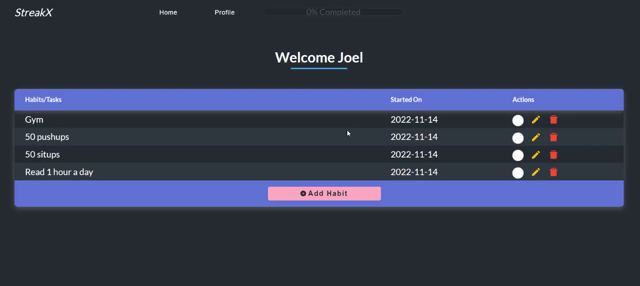 StreakX Home Profile 0% Completed
Welcome Joel
Habits/Tasks Started On Actions
Gym 2022-11-14
50 pushups 2022-11-14
50 situps 2022-11-14
Read 1 hour a day 2022-11-14
Add Habit